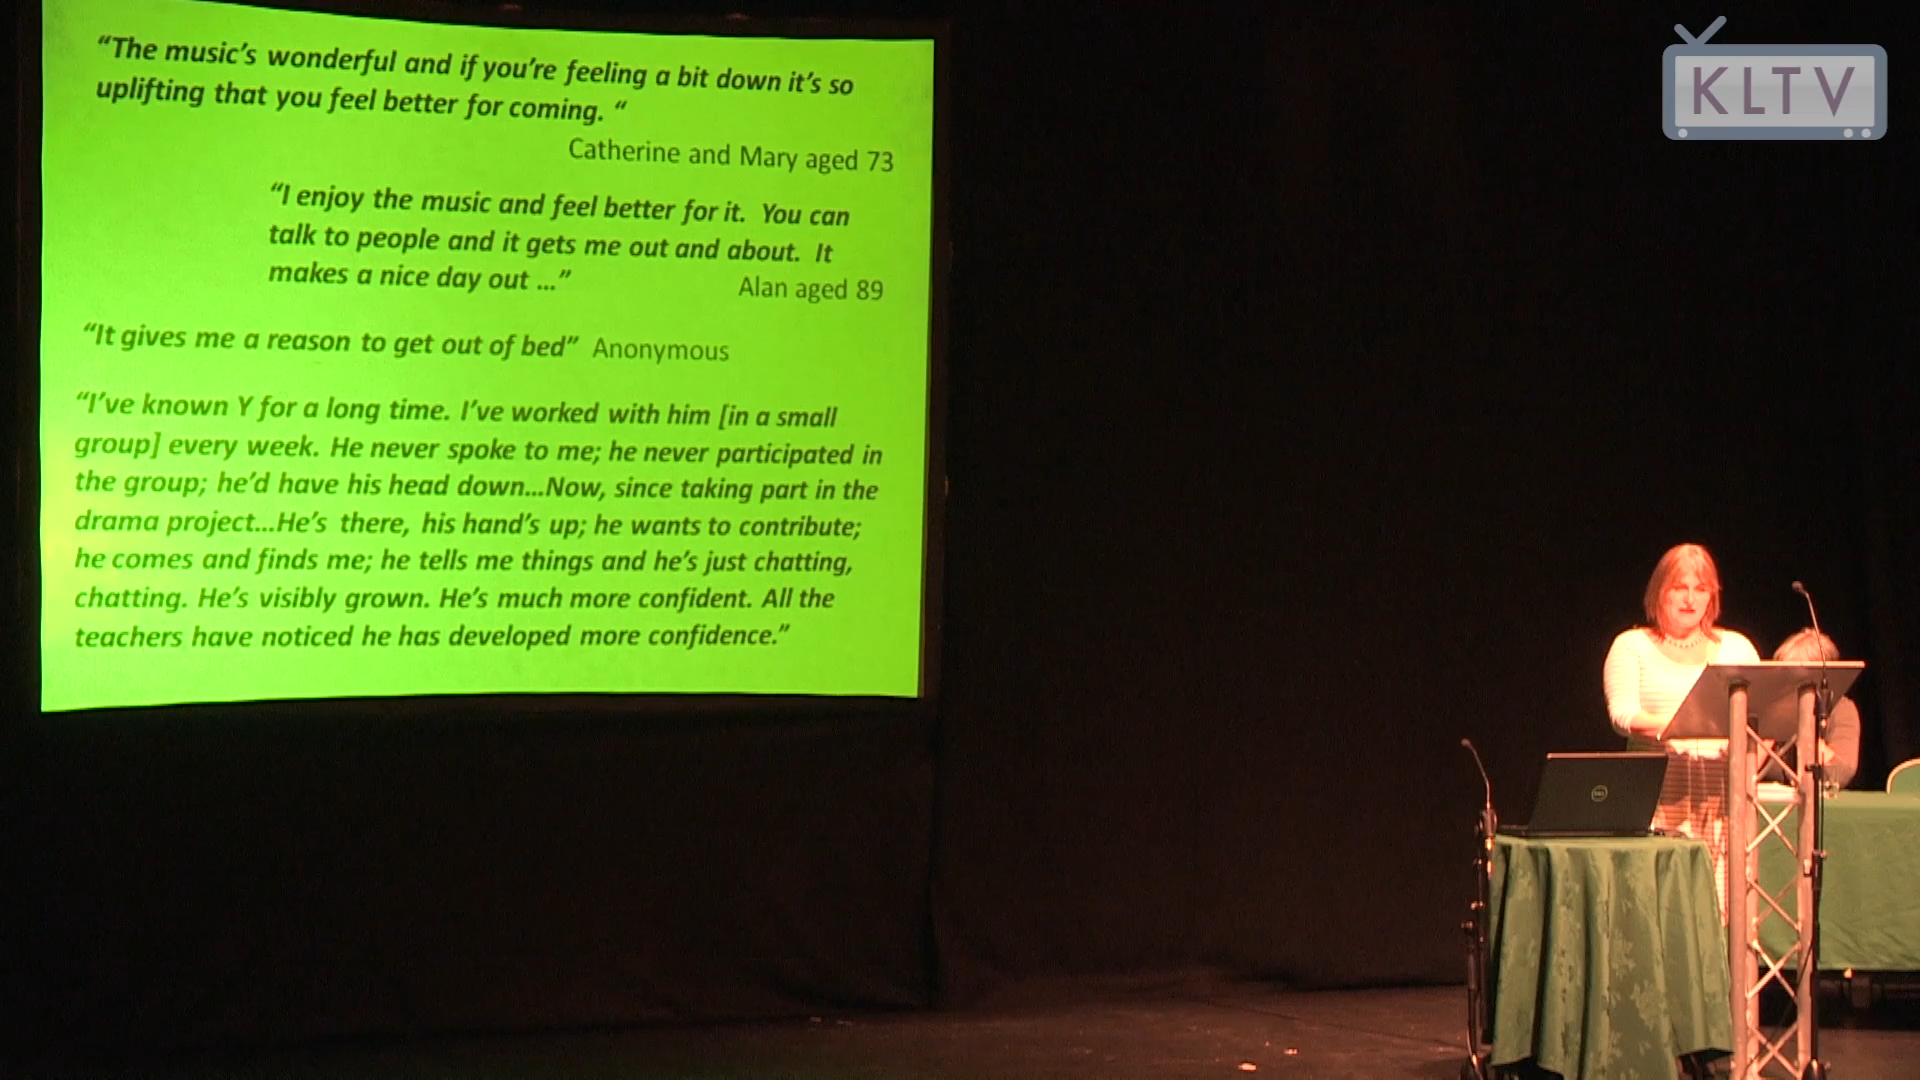 “The music’s wonderful and if you’re feeling a bit down it’s so
uplifting that you feel better for coming. “
Catherine and Mary aged 73
“I enjoy the music and feel better for it. You can
talk to people and it gets me out and about. It
makes a nice day out ...”
Alan aged 89
“It gives me a reason to get out of bed” Anonymous
“I’ve known Y for a long time. I’ve worked with him [in a small
group] every week. He never spoke to me; he never participated in
the group; he’d have his head down...Now, since taking part in the
drama project...He’s there, his hand’s up; he wants to contribute;
he comes and finds me; he tells me things and he’s just chatting,
chatting. He’s visibly grown. He’s much more confident. All the
teachers have noticed he has developed more confidence.”
KLTV
DELL